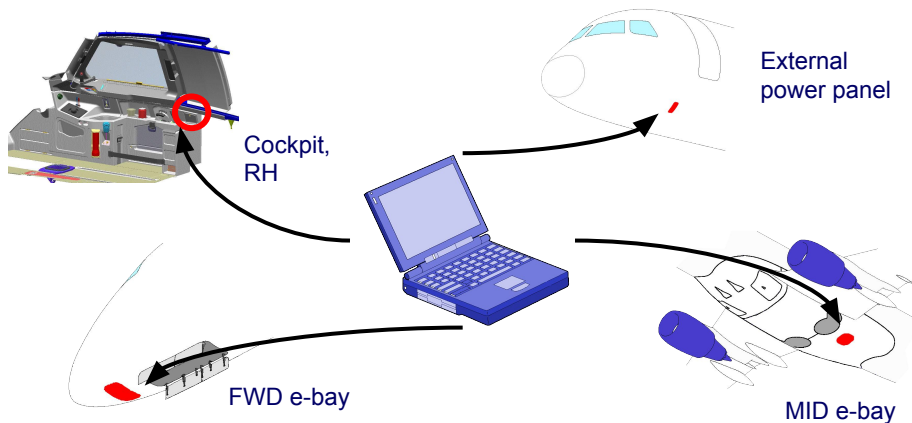 External
power panel
Cockpit,
RH
FWD e-bay
MID e-bay